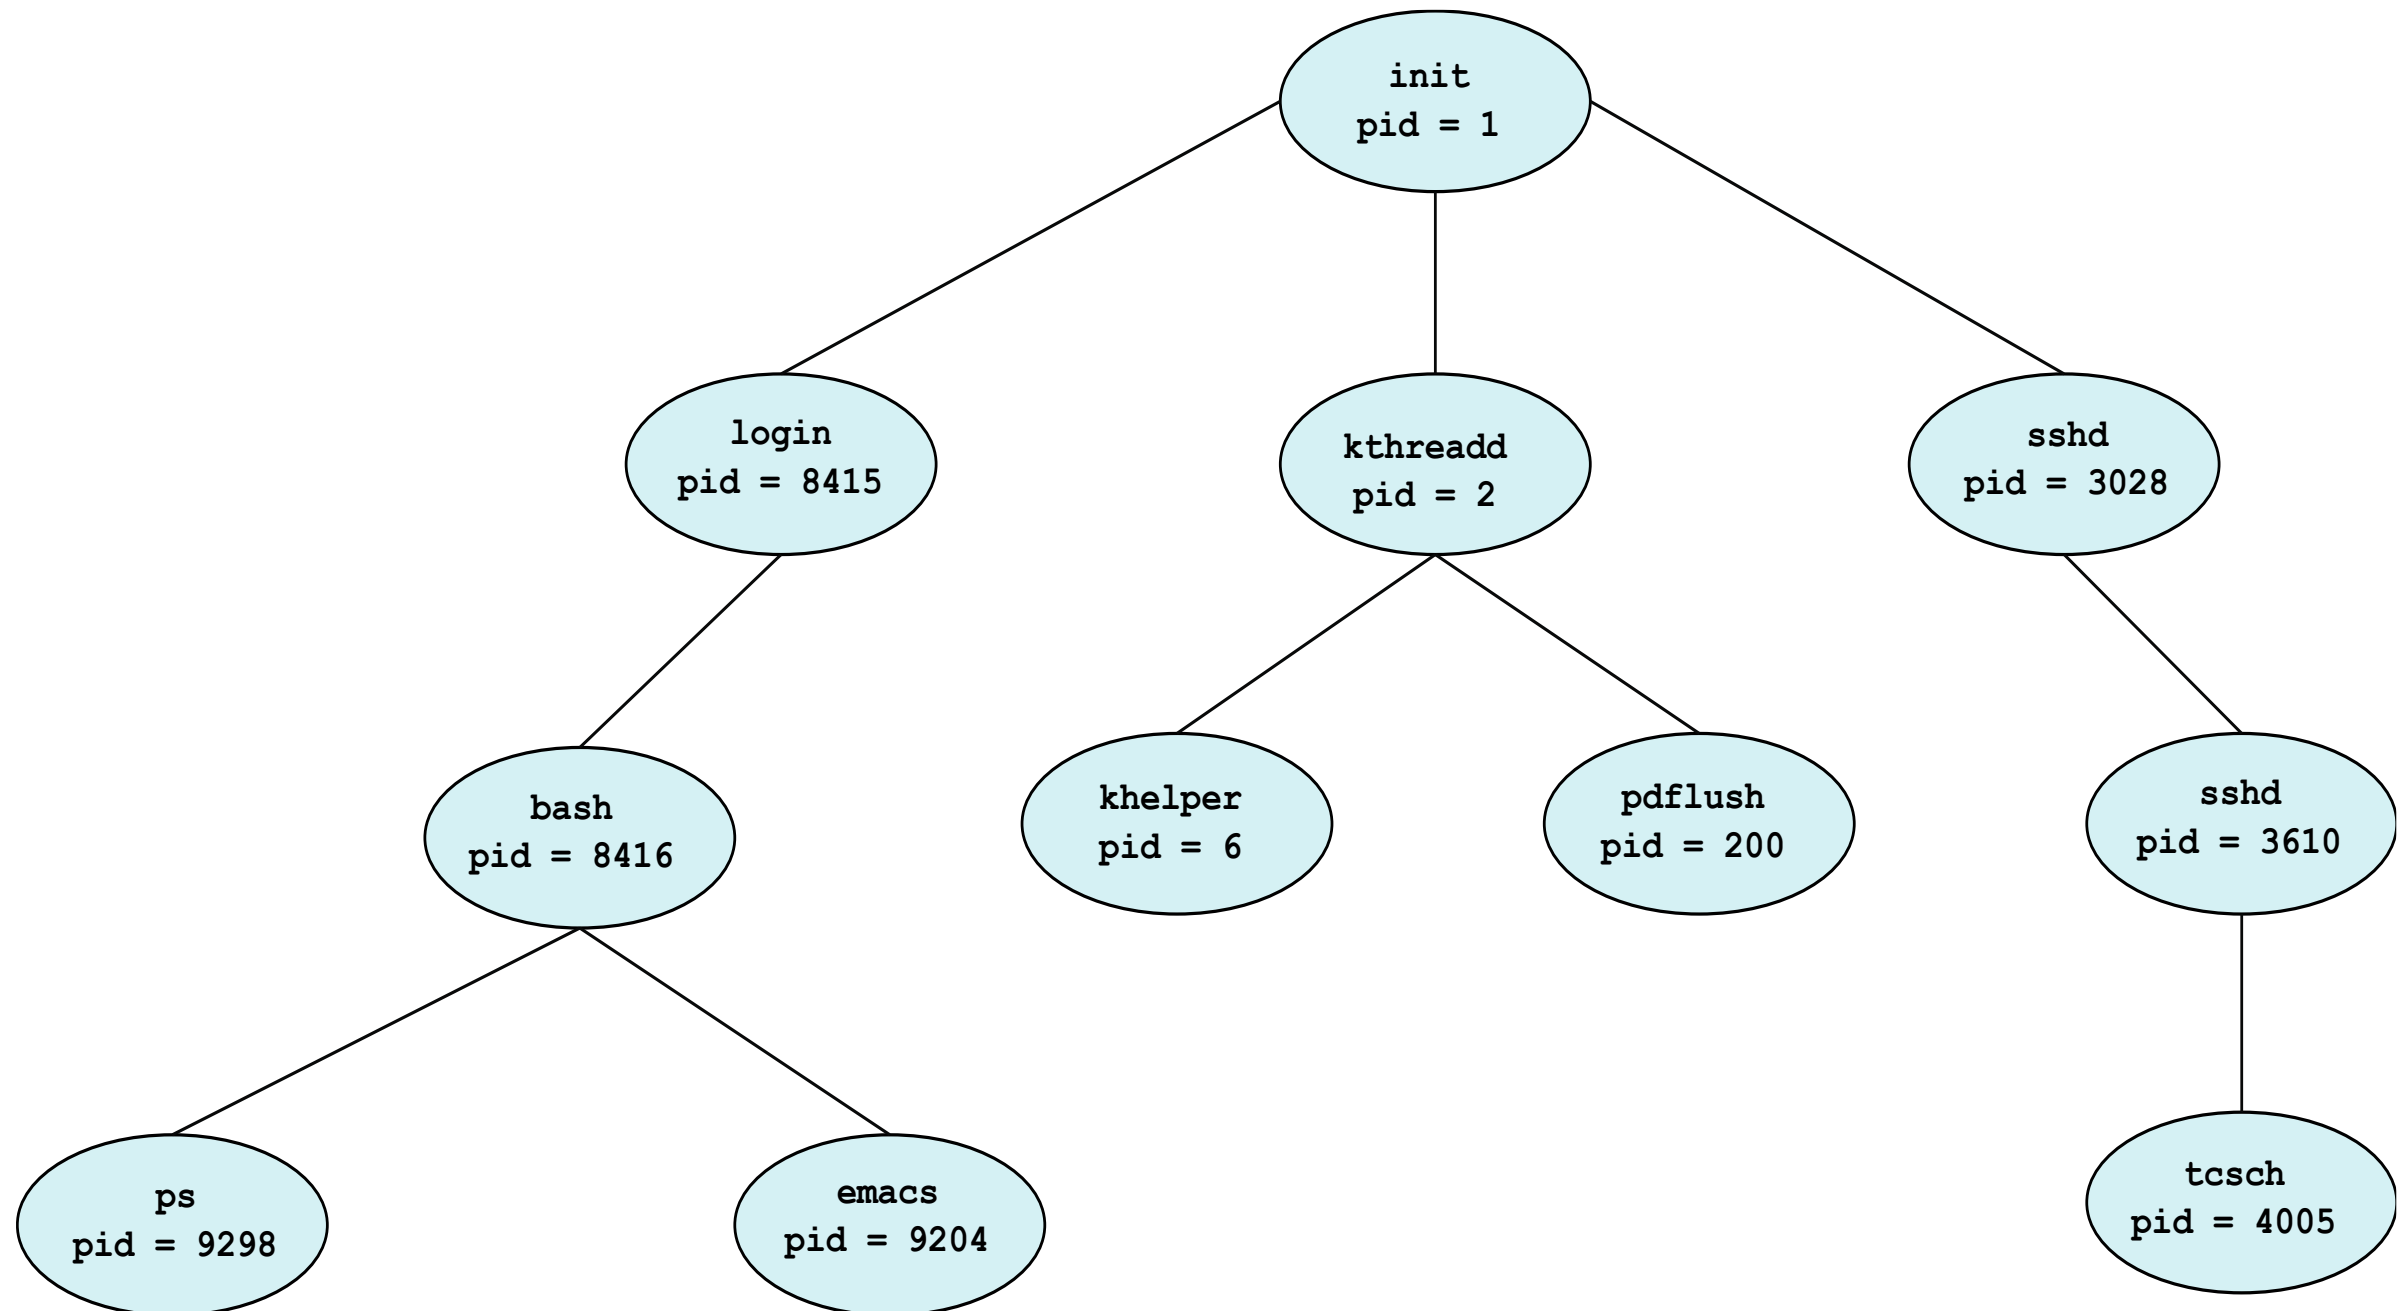 init
pid = 1
login
pid = 8415
kthreadd
pid = 2
sshd
pid = 3028
bash
pid = 8416
khelper
pid = 6
pdflush
pid = 200
sshd
pid = 3610
ps
pid = 9298
emacs
pid = 9204
tcsch
pid = 4005